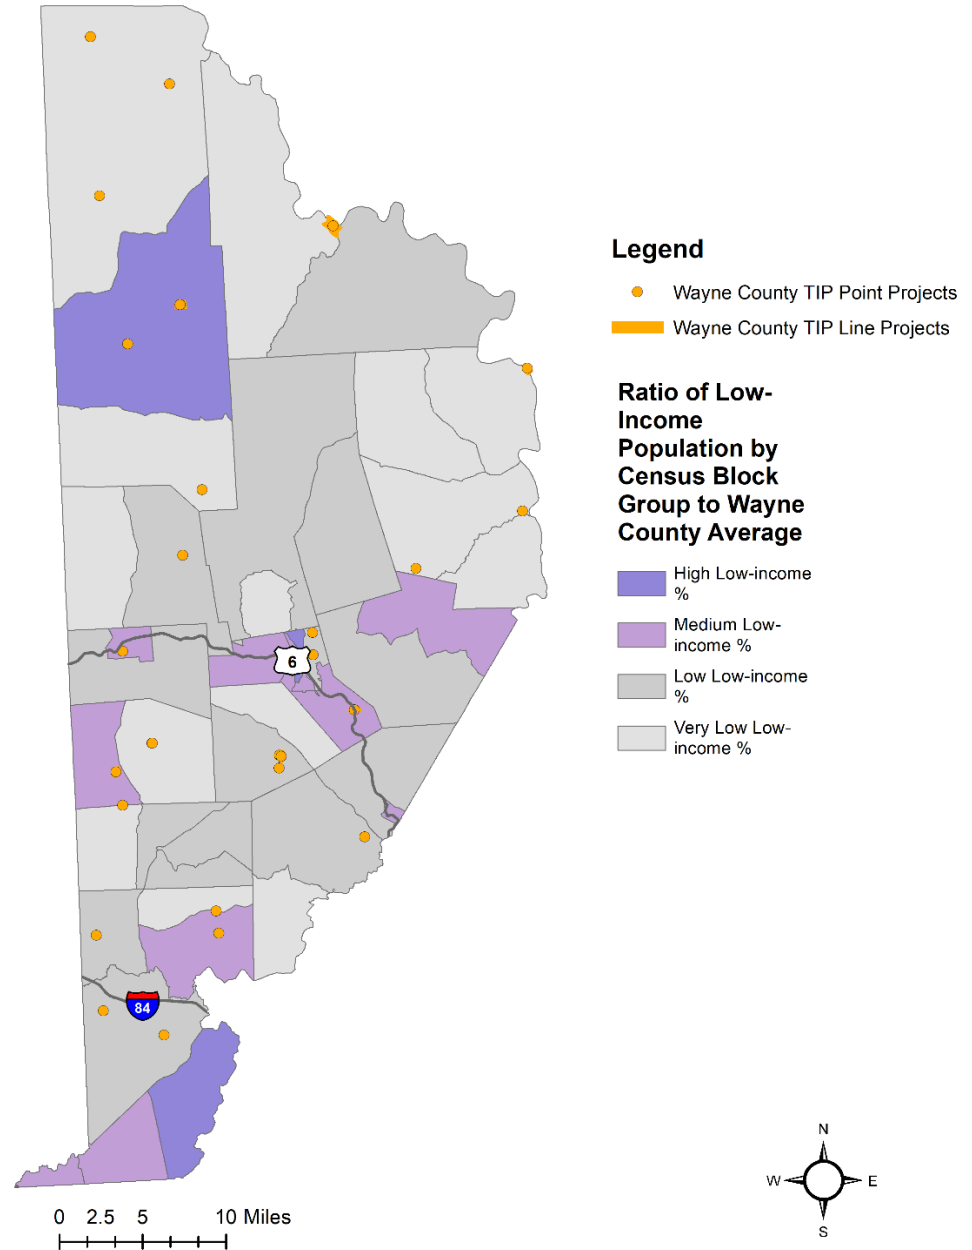 Legend
Wayne County TIP Point Projects
Wayne County TIP Line Projects
Ratio of Low-
Income
Population by
Census Block
Group to Wayne
County Average
High Low-income
%
Medium Low-
income %
Low Low-income
%
Very Low Low-
income %
6
84
N
W E
S
0 2.5 5 10 Miles